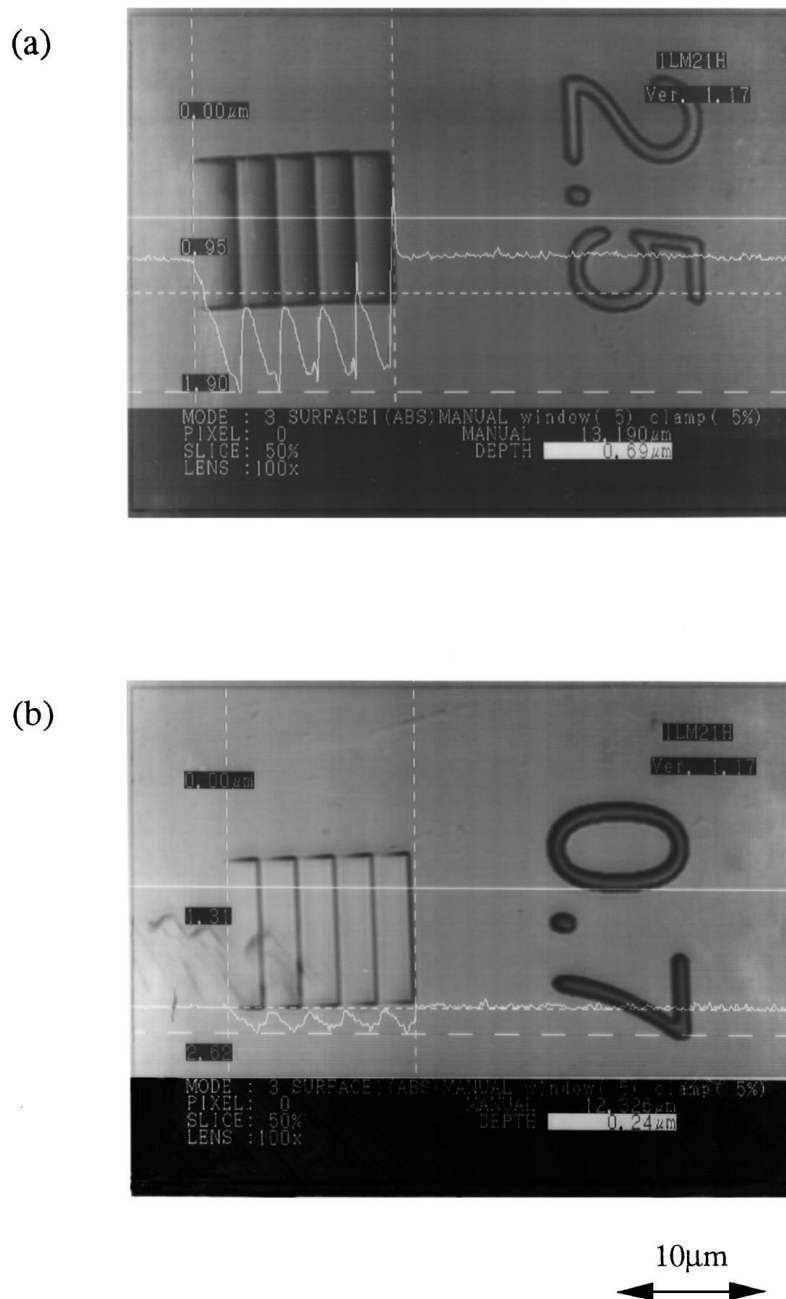 (a)
1LM21H
Ver. 1.17
0.00µm
0.95
1.90
2.5
MODE : 3 SURFACE1(ABS)MANUAL window( 5) clamp( 5%)
PIXEL: 0 MANUAL 13.190µm
SLICE: 50% DEPTH 0.69µm
LENS :100x
(b)
1LM21H
Ver. 1.17
0.00µm
1.31
2.62
7.0
MODE : 3 SURFACE1(ABS)MANUAL window( 5) clamp( 5%)
PIXEL: 0 MANUAL 12.326µm
SLICE: 50% DEPTH 0.24µm
LENS :100x
10µm